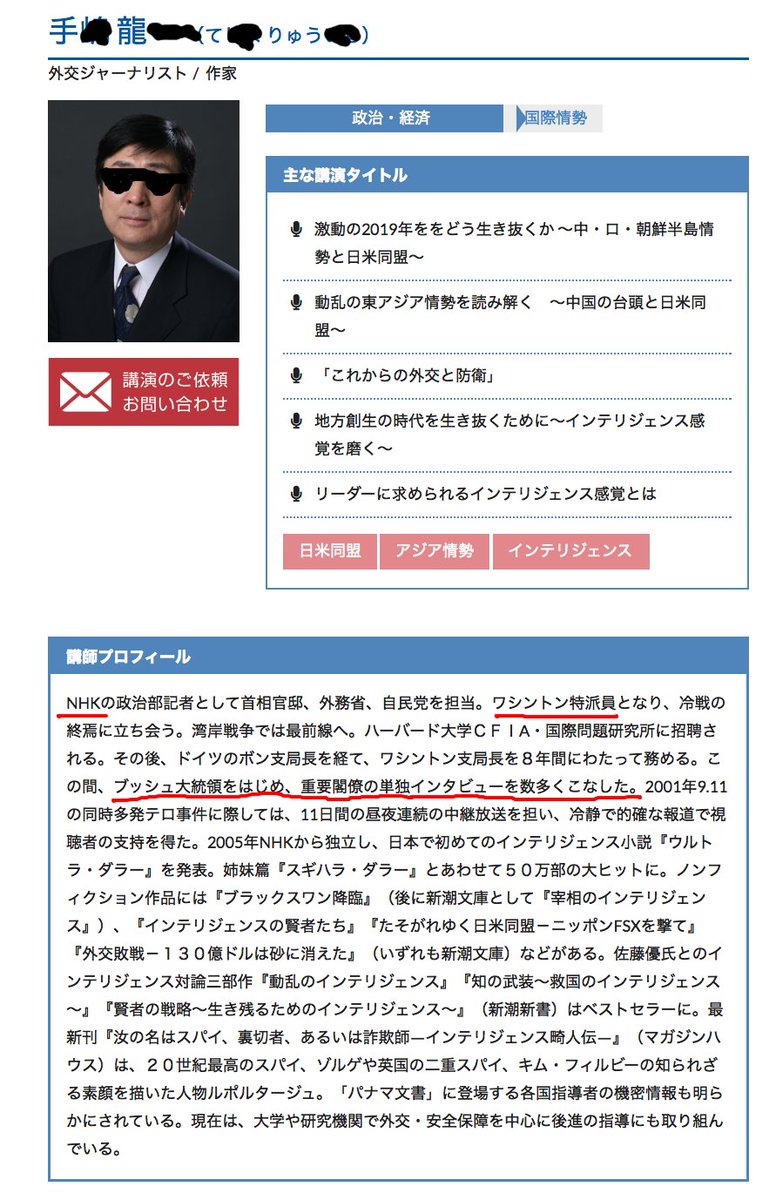 手 龍 (て りゅう )
外交ジャーナリスト / 作家
政治・経済
国際情勢
主な講演タイトル
激動の2019年ををどう生き抜くか 〜中・ロ・朝鮮半島情
勢と日米同盟〜
動乱の東アジア情勢を読み解く　〜中国の台頭と日米同
盟〜
「これからの外交と防衛」
地方創生の時代を生き抜くために〜インテリジェンス感
覚を磨く〜
リーダーに求められるインテリジェンス感覚とは
日米同盟 アジア情勢 インテリジェンス
講演のご依頼
お問い合わせ
講師プロフィール
NHKの政治部記者として首相官邸、外務省、自民党を担当。ワシントン特派員となり、冷戦の
終焉に立ち会う。湾岸戦争では最前線へ。ハーバード大学ＣＦＩA・国際問題研究所に招聘さ
れる。その後、ドイツのボン支局長を経て、ワシントン支局長を８年間にわたって務める。こ
の間、ブッシュ大統領をはじめ、重要閣僚の単独インタビューを数多くこなした。2001年9.11
の同時多発テロ事件に際しては、11日間の昼夜連続の中継放送を担い、冷静で的確な報道で視
聴者の支持を得た。2005年NHKから独立し、日本で初めてのインテリジェンス小説『ウルト
ラ・ダラー』を発表。姉妹篇『スギハラ・ダラー』とあわせて５０万部の大ヒットに。ノンフ
ィクション作品には『ブラックスワン降臨』（後に新潮文庫として『宰相のインテリジェン
ス』）、『インテリジェンスの賢者たち』『たそがれゆく日米同盟－ニッポンFSXを撃て』
『外交敗戦－１３０億ドルは砂に消えた』（いずれも新潮文庫）などがある。佐藤優氏とのイ
ンテリジェンス対論三部作『動乱のインテリジェンス』『知の武装〜救国のインテリジェンス
〜』『賢者の戦略〜生き残るためのインテリジェンス〜』（新潮新書）はベストセラーに。最
新刊『汝の名はスパイ、裏切者、あるいは詐欺師―インテリジェンス畸人伝―』（マガジンハ
ウス）は、２０世紀最高のスパイ、ゾルゲや英国の二重スパイ、キム・フィルビーの知られざ
る素顔を描いた人物ルポルタージュ。「パナマ文書」に登場する各国指導者の機密情報も明ら
かにされている。現在は、大学や研究機関で外交・安全保障を中心に後進の指導にも取り組ん
でいる。